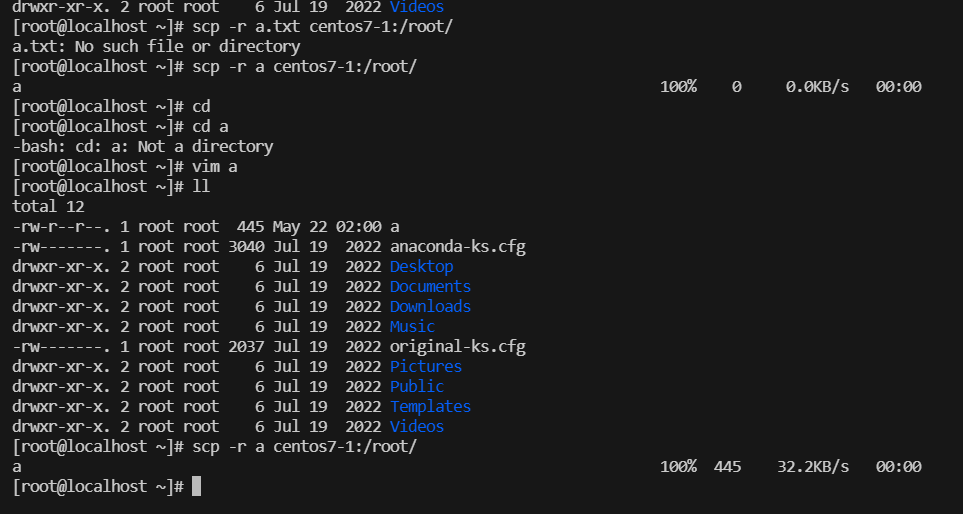 drwxr-xr-x. 2 root root    6 Jul 19  2022 Videos
[root@localhost ~]# scp -r a.txt centos7-1:/root/
a.txt: No such file or directory
[root@localhost ~]# scp -r a centos7-1:/root/
a                                                                       100%    0     0.0KB/s   00:00
[root@localhost ~]# cd
[root@localhost ~]# cd a
-bash: cd: a: Not a directory
[root@localhost ~]# vim a
[root@localhost ~]# ll
total 12
-rw-r--r--. 1 root root  445 May 22 02:00 a
-rw-------. 1 root root 3040 Jul 19  2022 anaconda-ks.cfg
drwxr-xr-x. 2 root root    6 Jul 19  2022 Desktop
drwxr-xr-x. 2 root root    6 Jul 19  2022 Documents
drwxr-xr-x. 2 root root    6 Jul 19  2022 Downloads
drwxr-xr-x. 2 root root    6 Jul 19  2022 Music
-rw-------. 1 root root 2037 Jul 19  2022 original-ks.cfg
drwxr-xr-x. 2 root root    6 Jul 19  2022 Pictures
drwxr-xr-x. 2 root root    6 Jul 19  2022 Public
drwxr-xr-x. 2 root root    6 Jul 19  2022 Templates
drwxr-xr-x. 2 root root    6 Jul 19  2022 Videos
[root@localhost ~]# scp -r a centos7-1:/root/
a                                                                       100%  445    32.2KB/s   00:00
[root@localhost ~]#